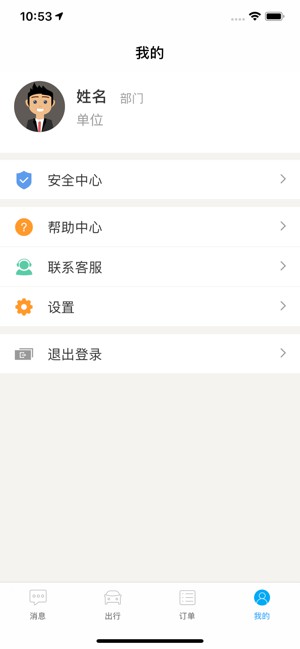 10:53
我的
姓名 部门
单位
安全中心
?
帮助中心
联系客服
设置
退出登录
消息 出行 订单 我的